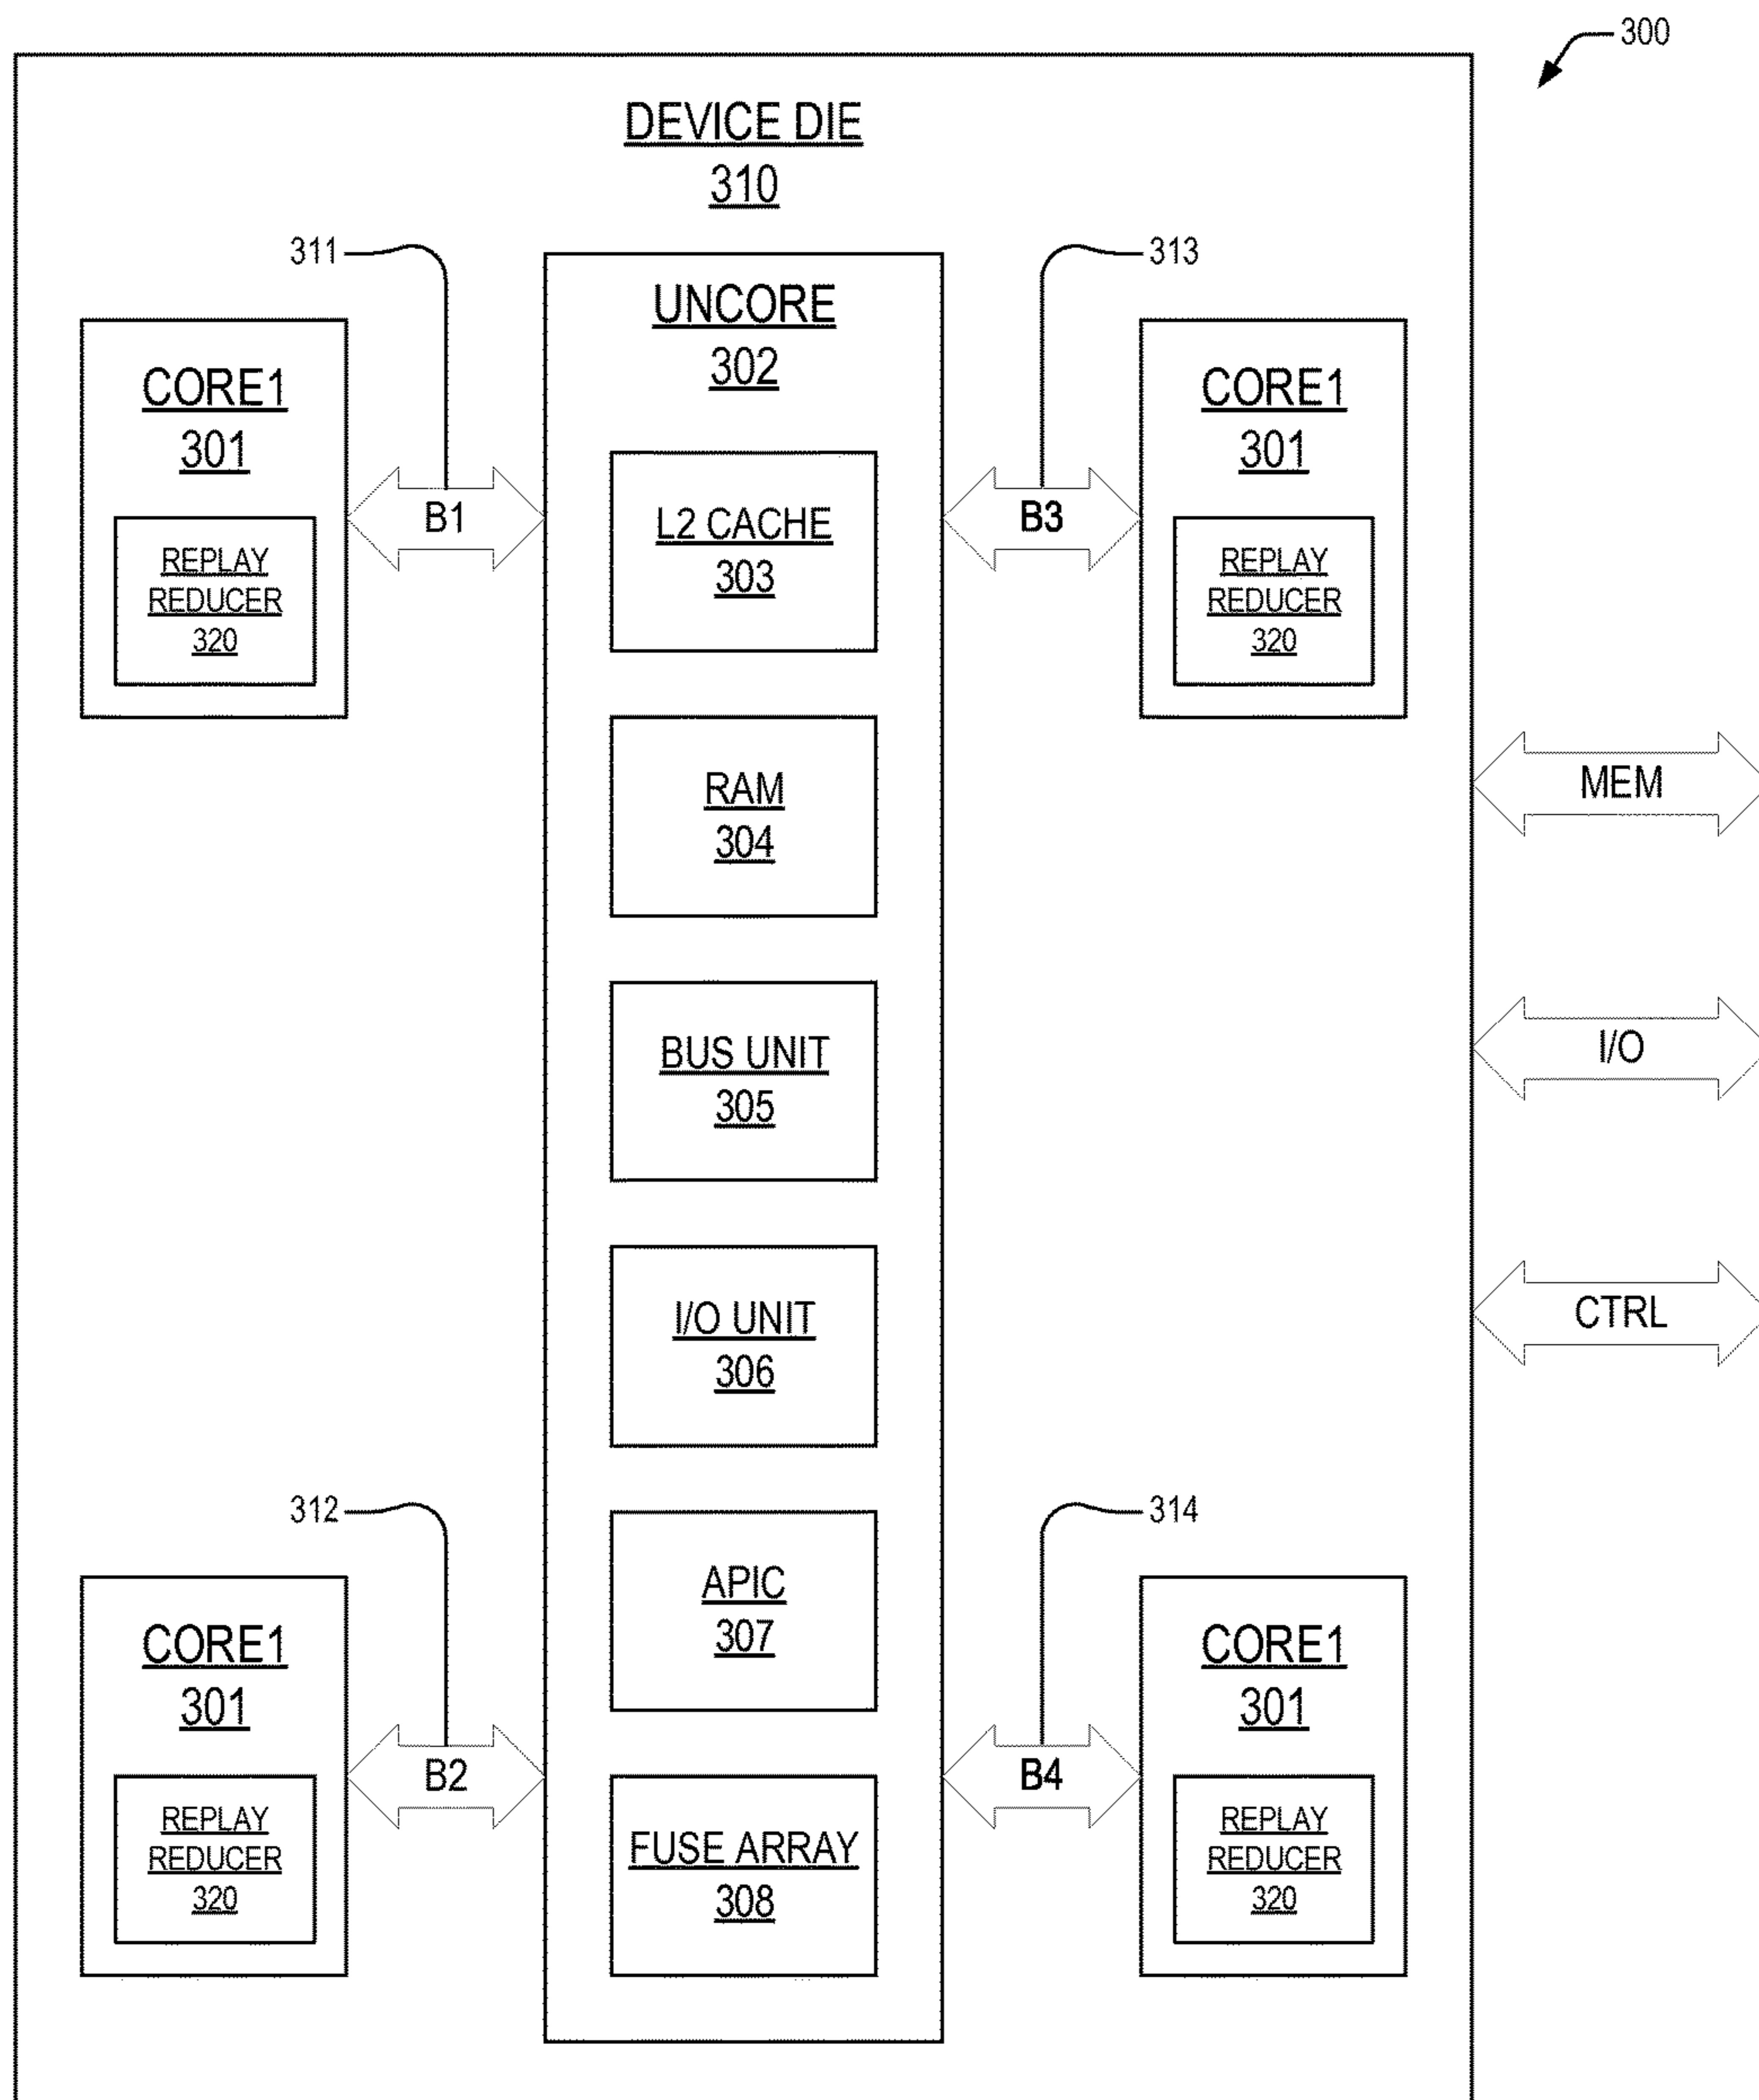 300
DEVICE DIE
310
311
313
UNCORE
302
CORE1
301
REPLAY
REDUCER
320
B1
L2 CACHE
303
B3
CORE1
301
REPLAY
REDUCER
320
RAM
304
MEM
BUS UNIT
305
I/O
I/O UNIT
306
CTRL
312
314
APIC
307
CORE1
301
REPLAY
REDUCER
320
B2
FUSE ARRAY
308
B4
CORE1
301
REPLAY
REDUCER
320